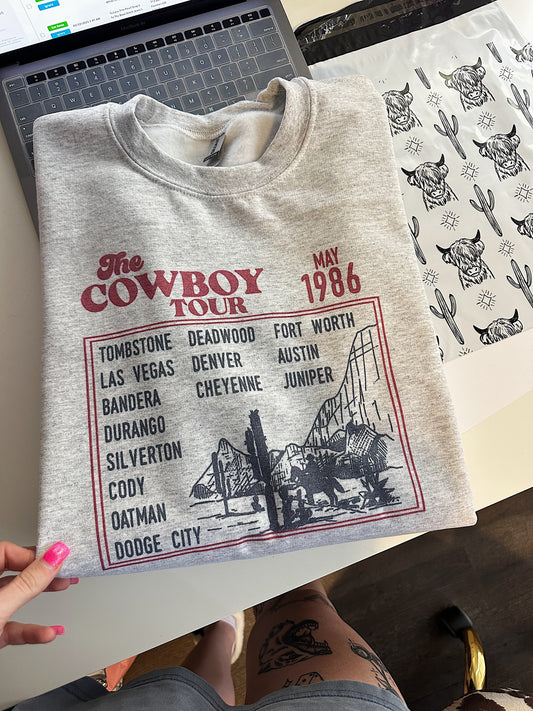 The
COWBOY
TOUR
MAY
1986
TOMBSTONE DEADWOOD FORT WORTH
LAS VEGAS DENVER AUSTIN
BANDERA CHEYENNE JUNIPER
DURANGO
SILVERTON
CODY
OATMAN
DODGE CITY